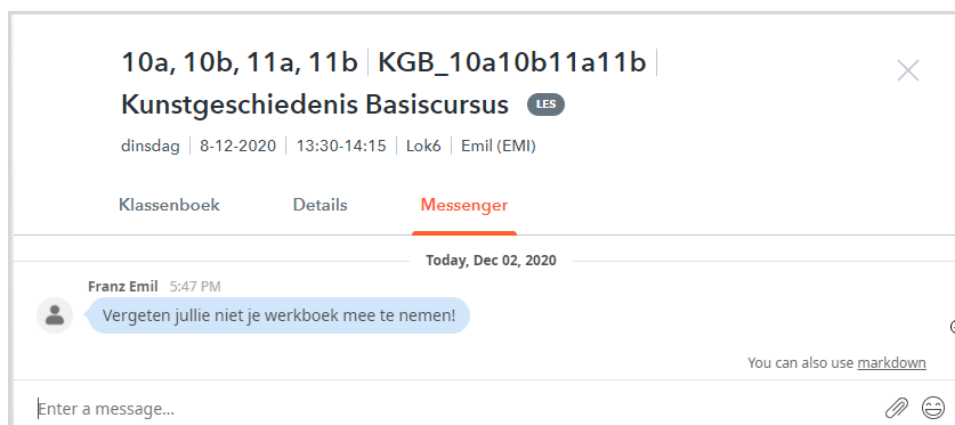 10a, 10b, 11a, 11b | KGB_10a10b11a11b |
Kunstgeschiedenis Basiscursus LES
dinsdag | 8-12-2020 | 13:30-14:15 | Lok6 | Emil (EMI)
Klassenboek Details Messenger
Today, Dec 02, 2020
Franz Emil 5:47 PM
Vergeten jullie niet je werkboek mee te nemen!
You can also use markdown
Enter a message...